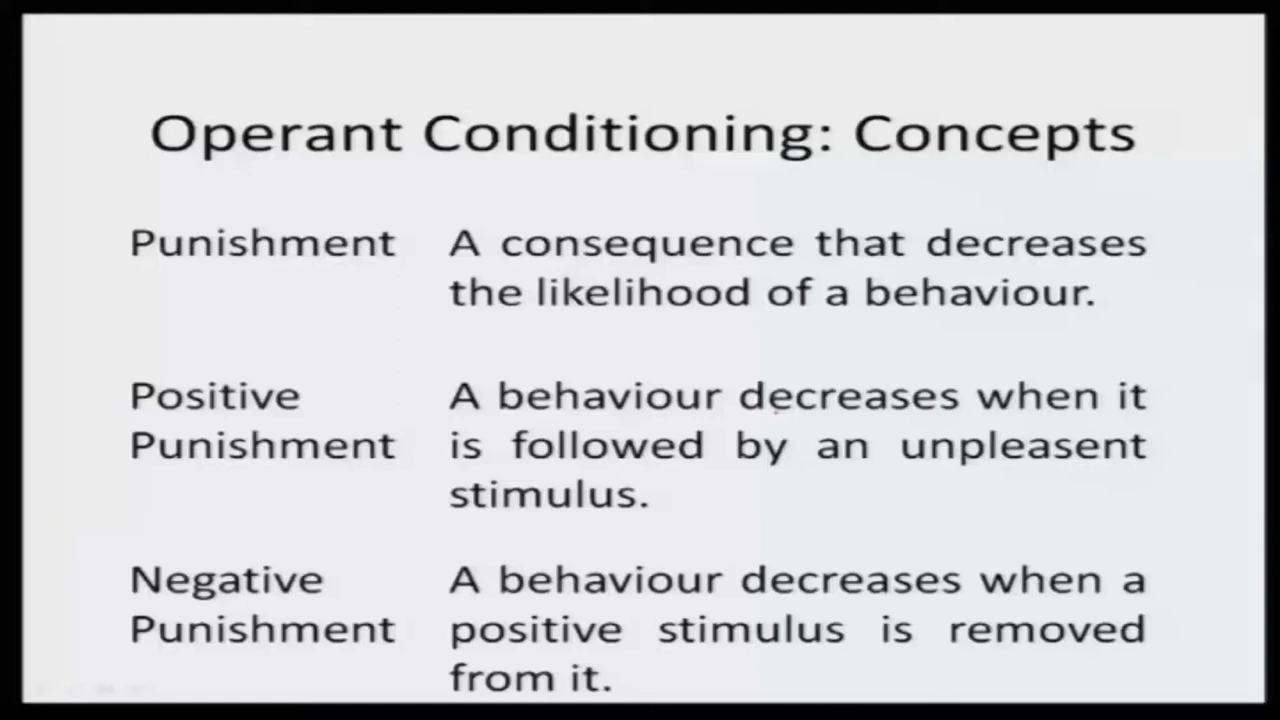 Operant Conditioning: Concepts
Punishment A consequence that decreases
the likelihood of a behaviour.
Positive A behaviour decreases when it
Punishment is followed by an unpleasent
stimulus.
Negative A behaviour decreases when a
Punishment positive stimulus is removed
from it.